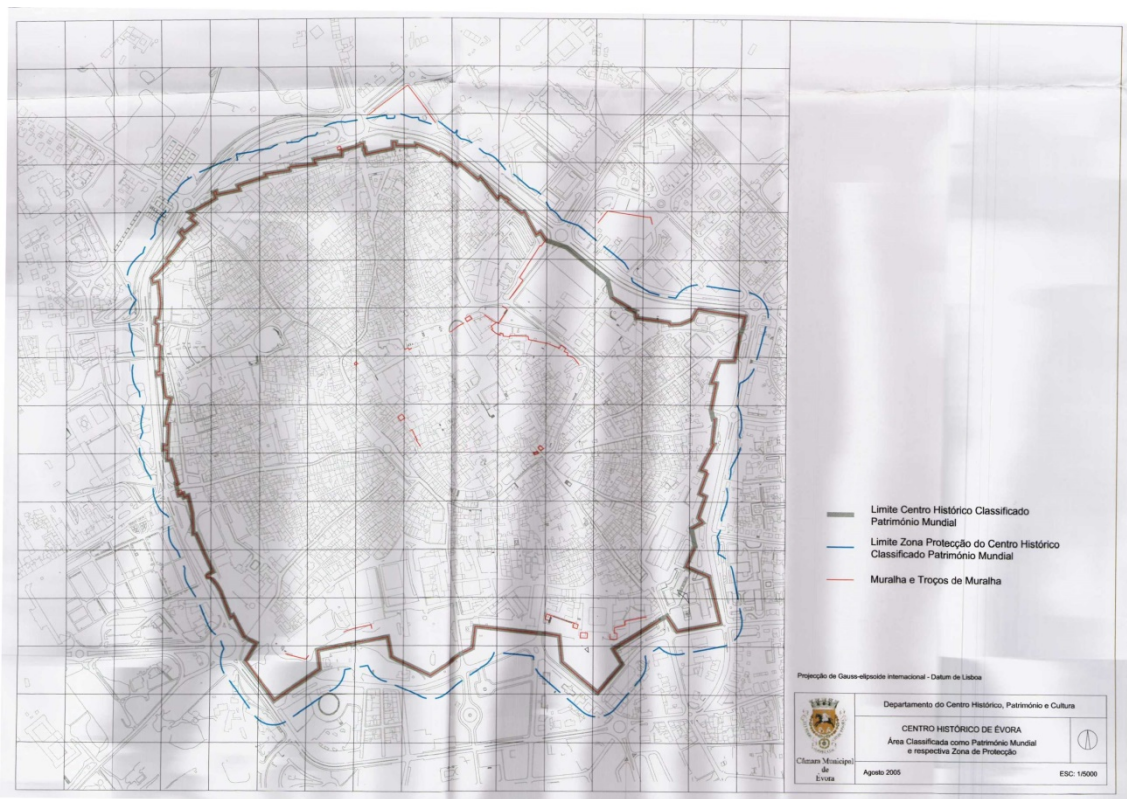 Limite Centro Histórico Classificado
Património Mundial
Limite Zona Protecção do Centro Histórico
Classificado Património Mundial
Muralha e Troços de Muralha
Projecção de Gauss-elipsoide internacional - Datum de Lisboa
Departamento do Centro Histórico, Património e Cultura
CENTRO HISTÓRICO DE ÉVORA
Área Classificada como Património Mundial
e respectiva Zona de Protecção
Câmara Municipal
de
Évora
Agosto 2005
ESC: 1/5000